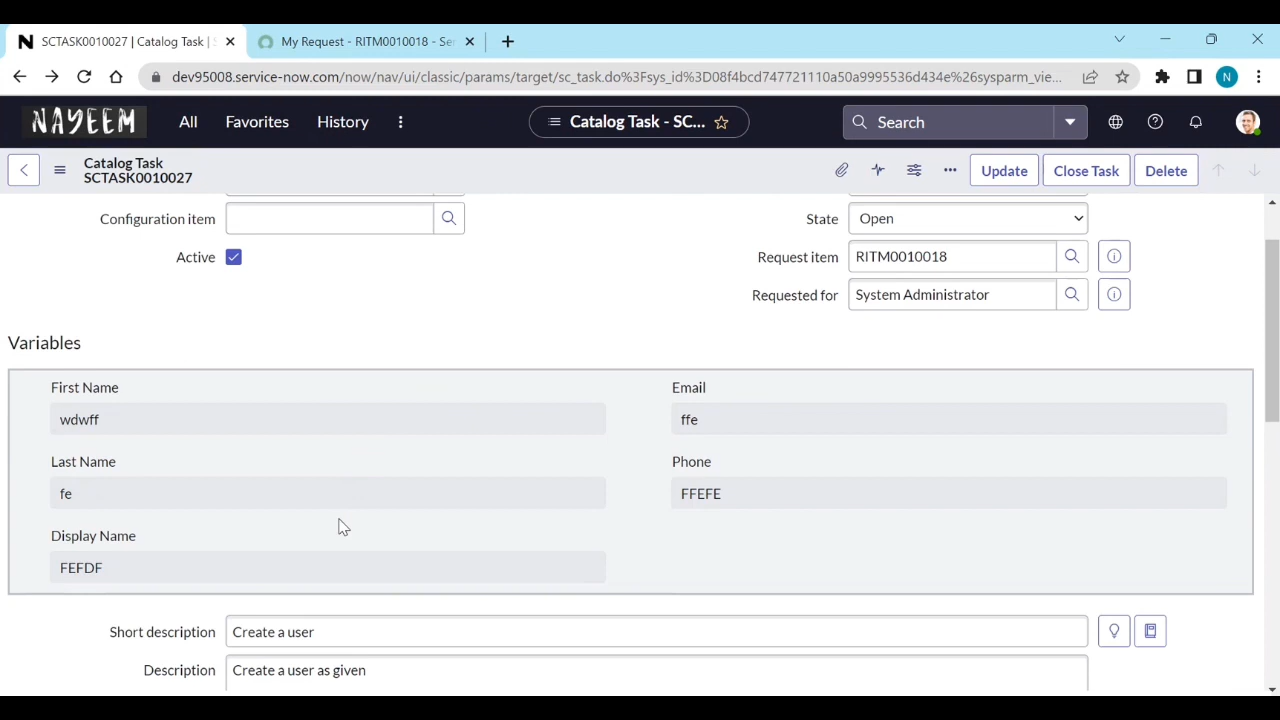 SCTASK0010027 | Catalog Task |
My Request - RITM0010018 - Se
dev95008.service-now.com/now/nav/ui/classic/params/target/sc_task.do%3Fsys_id%3D08f4bcd747721110a50a9995536d434e%26sysparm_vie...
N
NAYEEM
All
Favorites
History
Catalog Task - SC...
Search
Catalog Task
SCTASK0010027
Update
Close Task
Delete
Configuration item
State
Open
Active
Request item
RITM0010018
Requested for
System Administrator
Variables
First Name
wdwff
Email
ffe
Last Name
fe
Phone
FFEFE
Display Name
FEFDF
Short description
Create a user
Description
Create a user as given